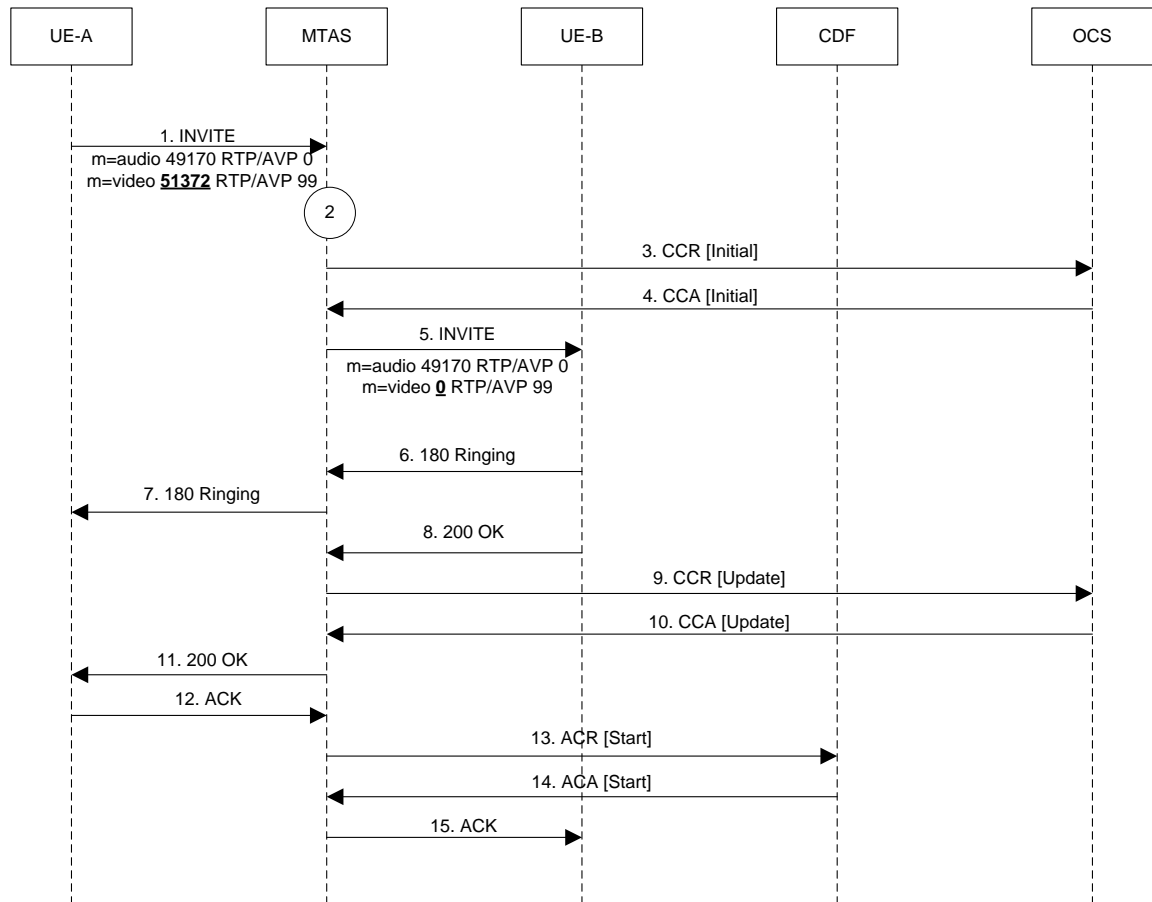 UE-A MTAS UE-B CDF OCS
1. INVITE
m=audio 49170 RTP/AVP 0
m=video 51372 RTP/AVP 99
2
3. CCR [Initial]
4. CCA [Initial]
5. INVITE
m=audio 49170 RTP/AVP 0
m=video 0 RTP/AVP 99
6. 180 Ringing
7. 180 Ringing
8. 200 OK
9. CCR [Update]
10. CCA [Update]
11. 200 OK
12. ACK
13. ACR [Start]
14. ACA [Start]
15. ACK